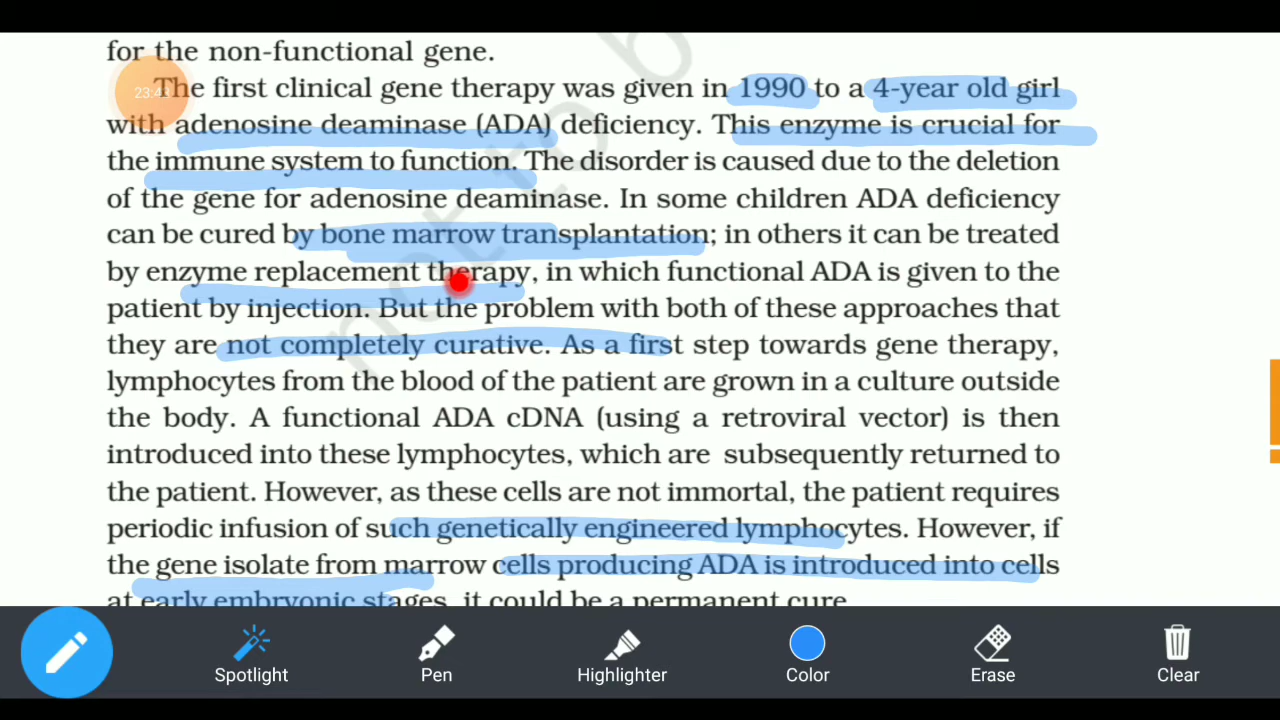 for the non-functional gene.
The first clinical gene therapy was given in 1990 to a 4-year old girl
with adenosine deaminase (ADA) deficiency. This enzyme is crucial for
the immune system to function. The disorder is caused due to the deletion
of the gene for adenosine deaminase. In some children ADA deficiency
can be cured by bone marrow transplantation; in others it can be treated
by enzyme replacement therapy, in which functional ADA is given to the
patient by injection. But the problem with both of these approaches that
they are not completely curative. As a first step towards gene therapy,
lymphocytes from the blood of the patient are grown in a culture outside
the body. A functional ADA cDNA (using a retroviral vector) is then
introduced into these lymphocytes, which are subsequently returned to
the patient. However, as these cells are not immortal, the patient requires
periodic infusion of such genetically engineered lymphocytes. However, if
the gene isolate from marrow cells producing ADA is introduced into cells
at early embryonic stages, it could be a permanent cure
not to b
Spotlight
Pen
Highlighter
Color
Erase
Clear